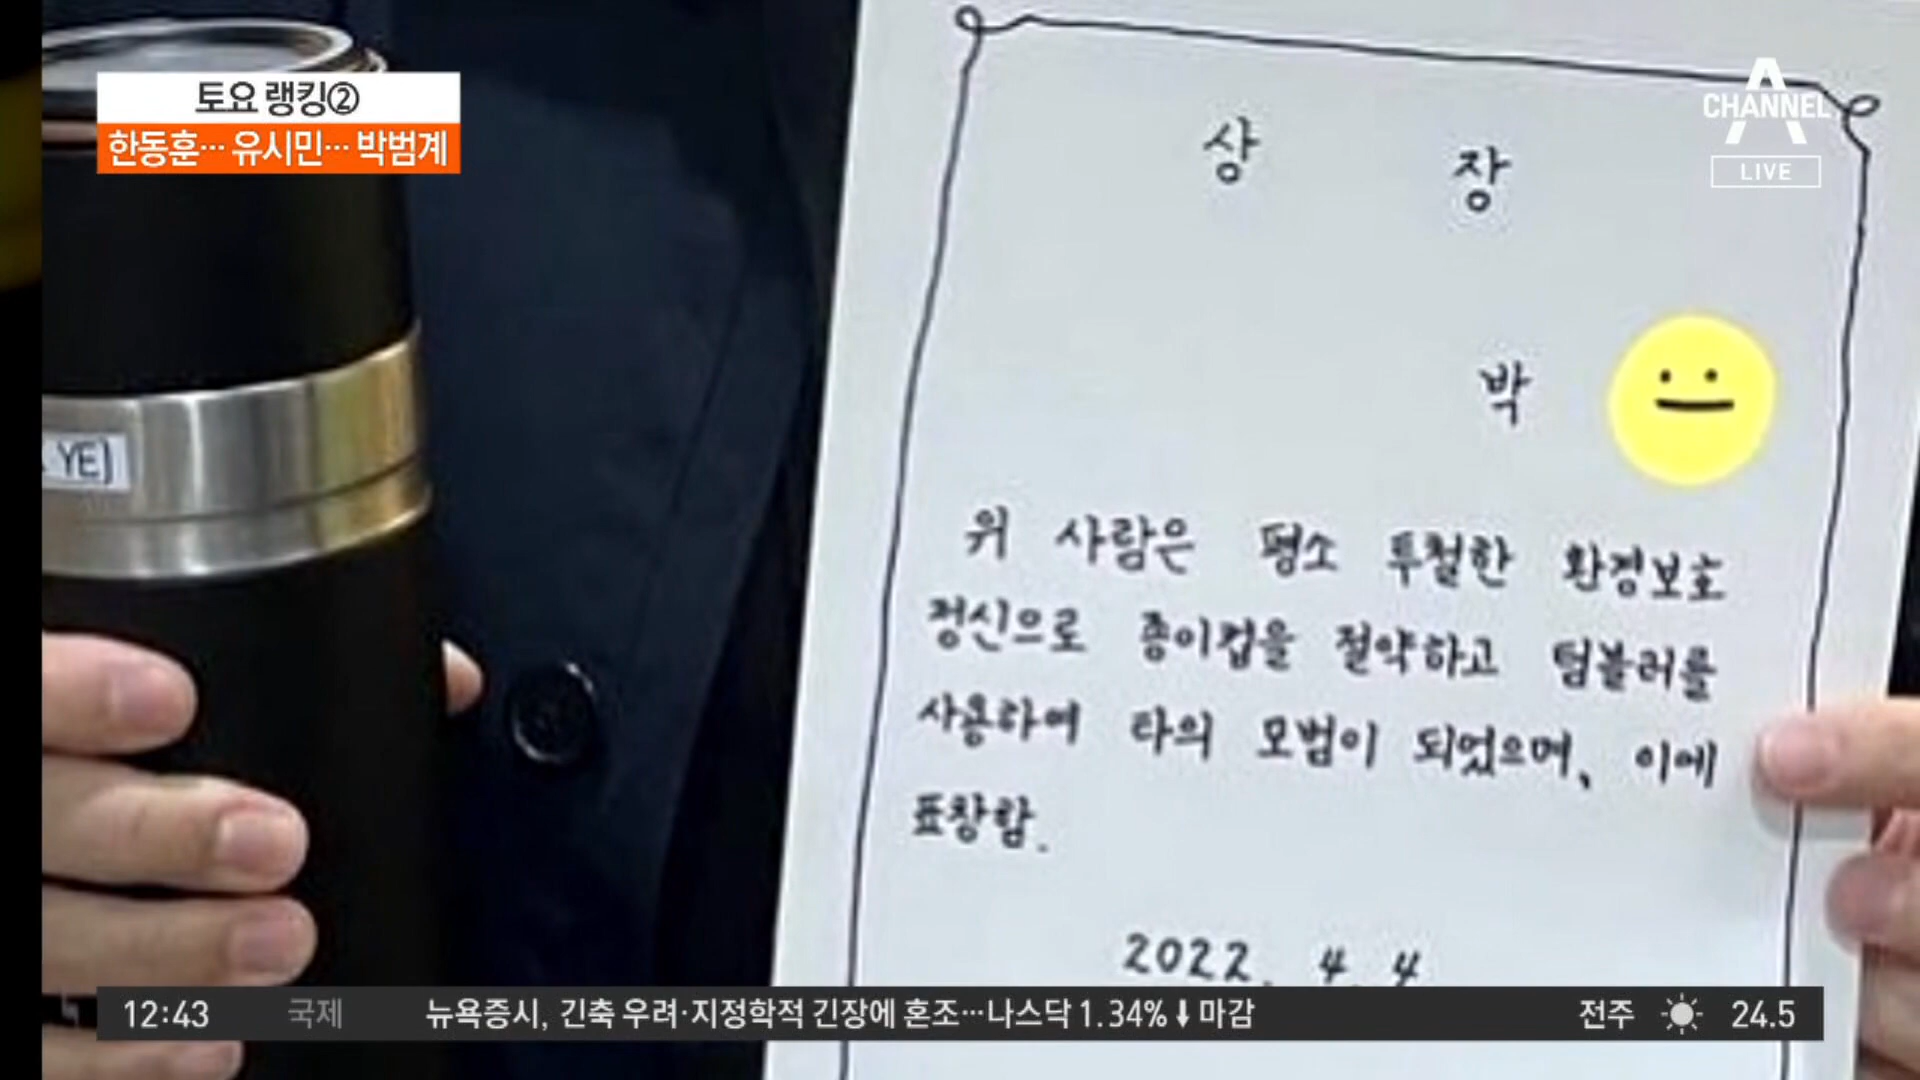 토요 랭킹②
한동훈… 유시민… 박범계
CHANNEL A
LIVE
상 장
박
위 사람은 평소 투철한 환경보호
정신으로 종이컵을 절약하고 텀블러를
사용하여 타의 모범이 되었으며, 이에
표창함.
2022. 4. 4
YE)
12:43 국제 뉴욕증시, 긴축 우려·지정학적 긴장에 혼조…나스닥 1.34%⬇마감 전주 24.5